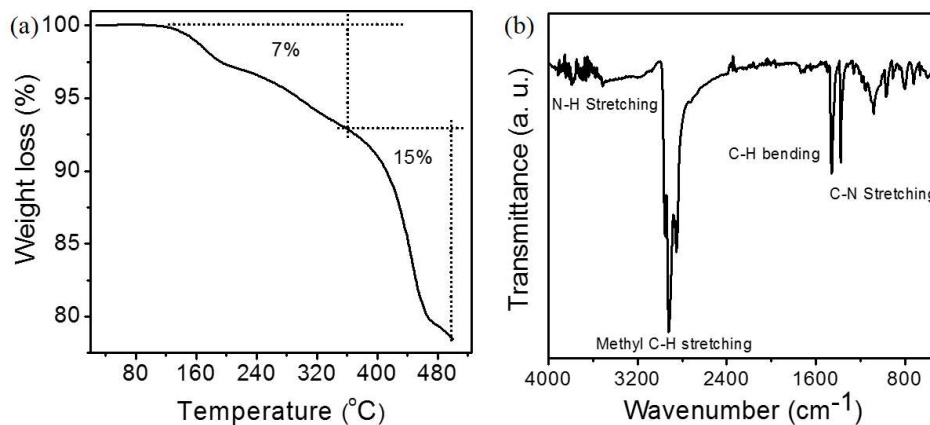 (a)
100
95
90
85
80
Weight loss (%)
7%
15%
80
160
240
320
400
480
Temperature (°C)
(b)
Transmittance (a. u.)
N-H Stretching
C-H bending
C-N Stretching
Methyl C-H stretching
4000
3200
2400
1600
800
Wavenumber (cm-1)